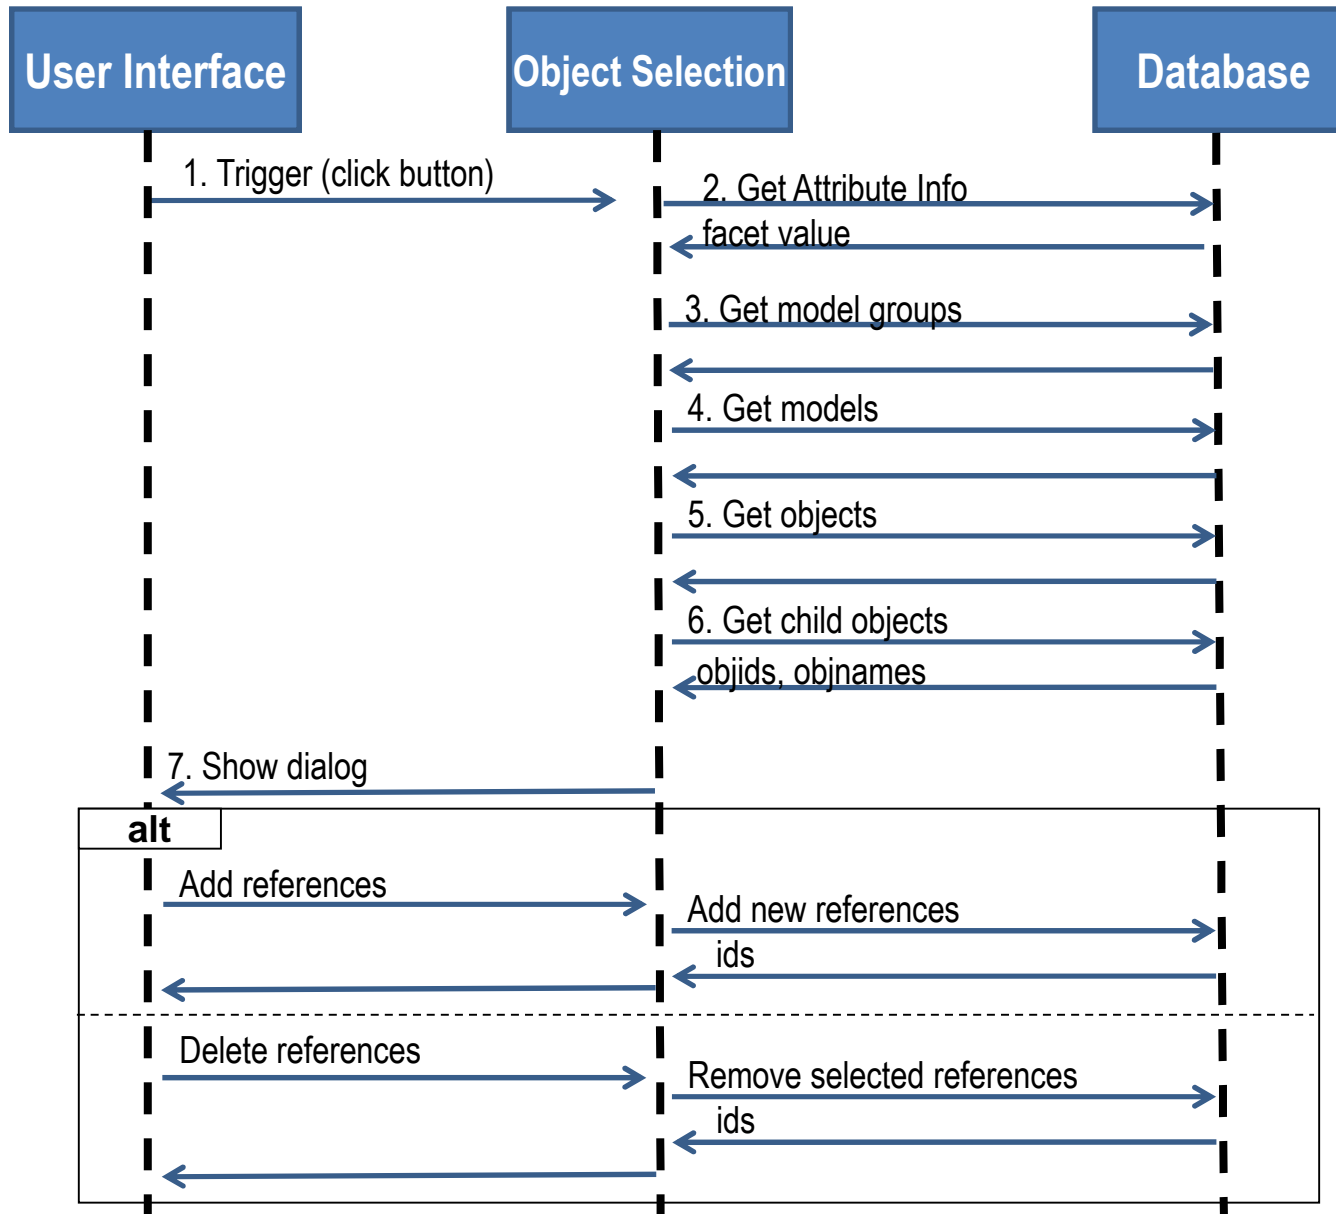 User Interface
Object Selection
Database
1. Trigger (click button)
2. Get Attribute Info
facet value
3. Get model groups
4. Get models
5. Get objects
6. Get child objects
objids, objnames
7. Show dialog
alt
Add references
Add new references
ids
Delete references
Remove selected references
ids